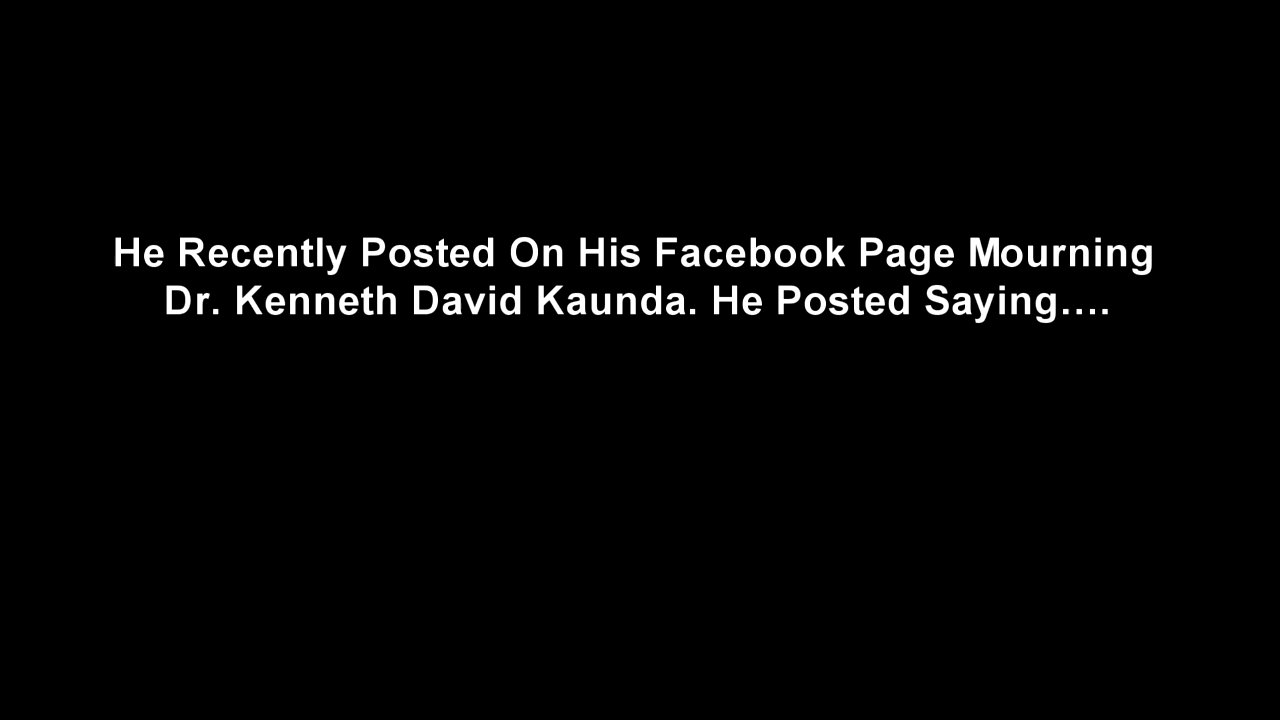 He Recently Posted On His Facebook Page Mourning
Dr. Kenneth David Kaunda. He Posted Saying....